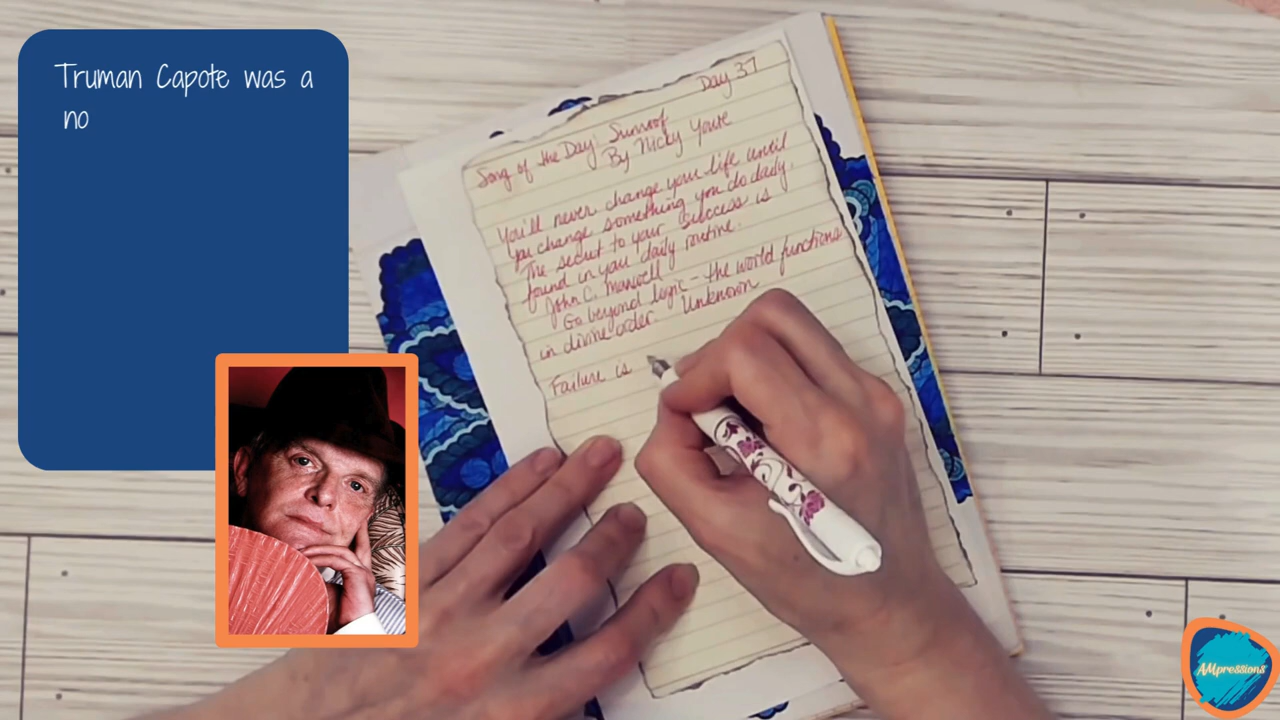 Truman Capote was a
no
Day 37
Song of the Day: Sunroof
By Nicky Youre
You'll never change your life until
you change something you do daily.
The secret to your success is
found in you daily routine.
John C. Maxwell
Go beyond logic - the world functions
in divine order Unknown
Failure is
AMpressions